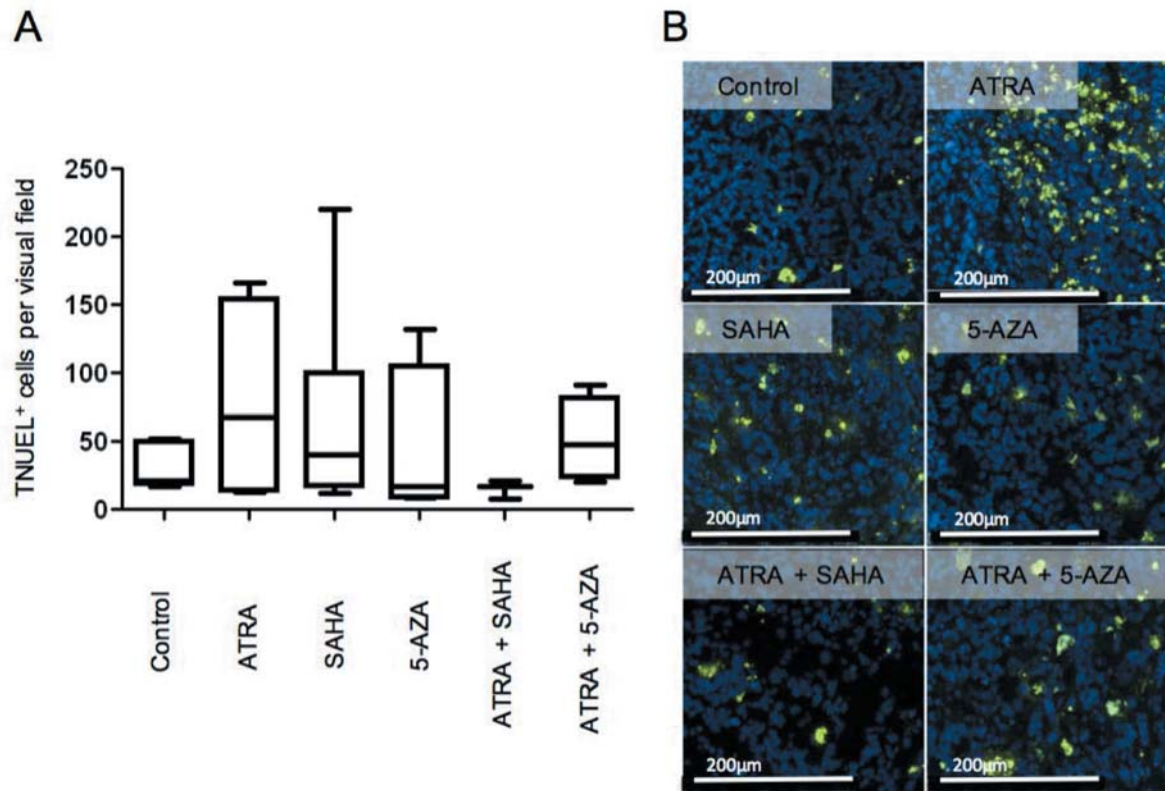 A
TNUEL⁺ cells per visual field
250
200
150
100
50
0
Control
ATRA
SAHA
5-AZA
ATRA + SAHA
ATRA + 5-AZA
B
Control
ATRA
200µm
200µm
SAHA
5-AZA
200µm
200µm
ATRA + SAHA
ATRA + 5-AZA
200µm
200µm